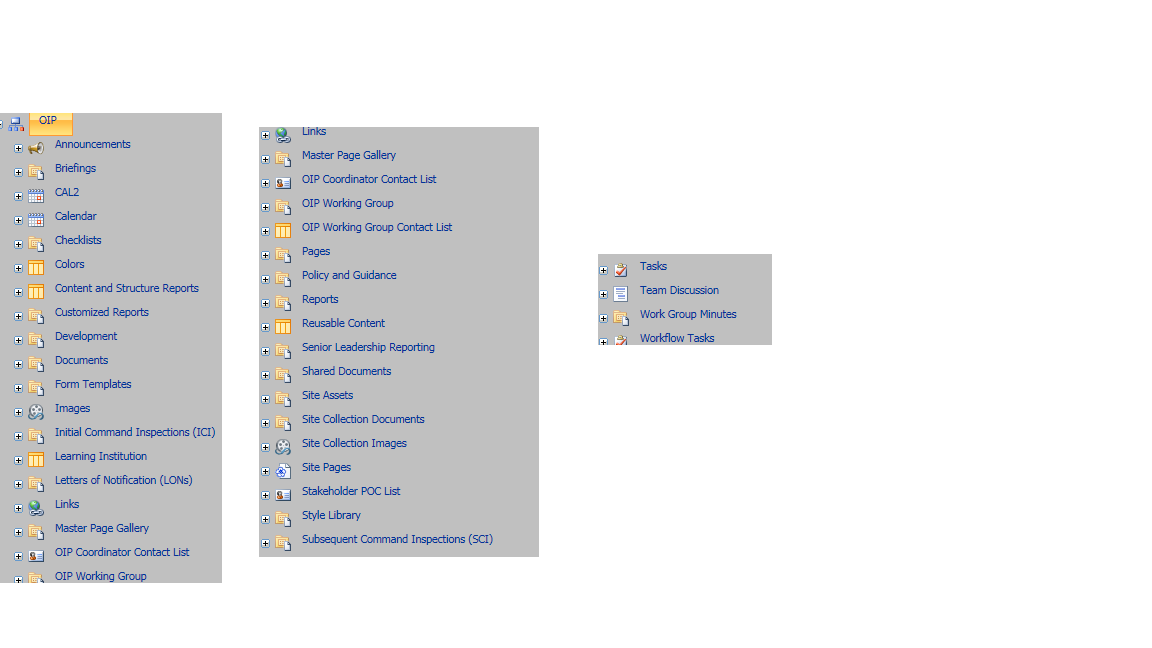 OIP
Announcements
Briefings
CAL2
Calendar
Checklists
Colors
Content and Structure Reports
Customized Reports
Development
Documents
Form Templates
Images
Initial Command Inspections (ICI)
Learning Institution
Letters of Notification (LONs)
Links
Master Page Gallery
OIP Coordinator Contact List
OIP Working Group
Links
Master Page Gallery
OIP Coordinator Contact List
OIP Working Group
OIP Working Group Contact List
Pages
Policy and Guidance
Reports
Reusable Content
Senior Leadership Reporting
Shared Documents
Site Assets
Site Collection Documents
Site Collection Images
Site Pages
Stakeholder POC List
Style Library
Subsequent Command Inspections (SCI)
Tasks
Team Discussion
Work Group Minutes
Workflow Tasks